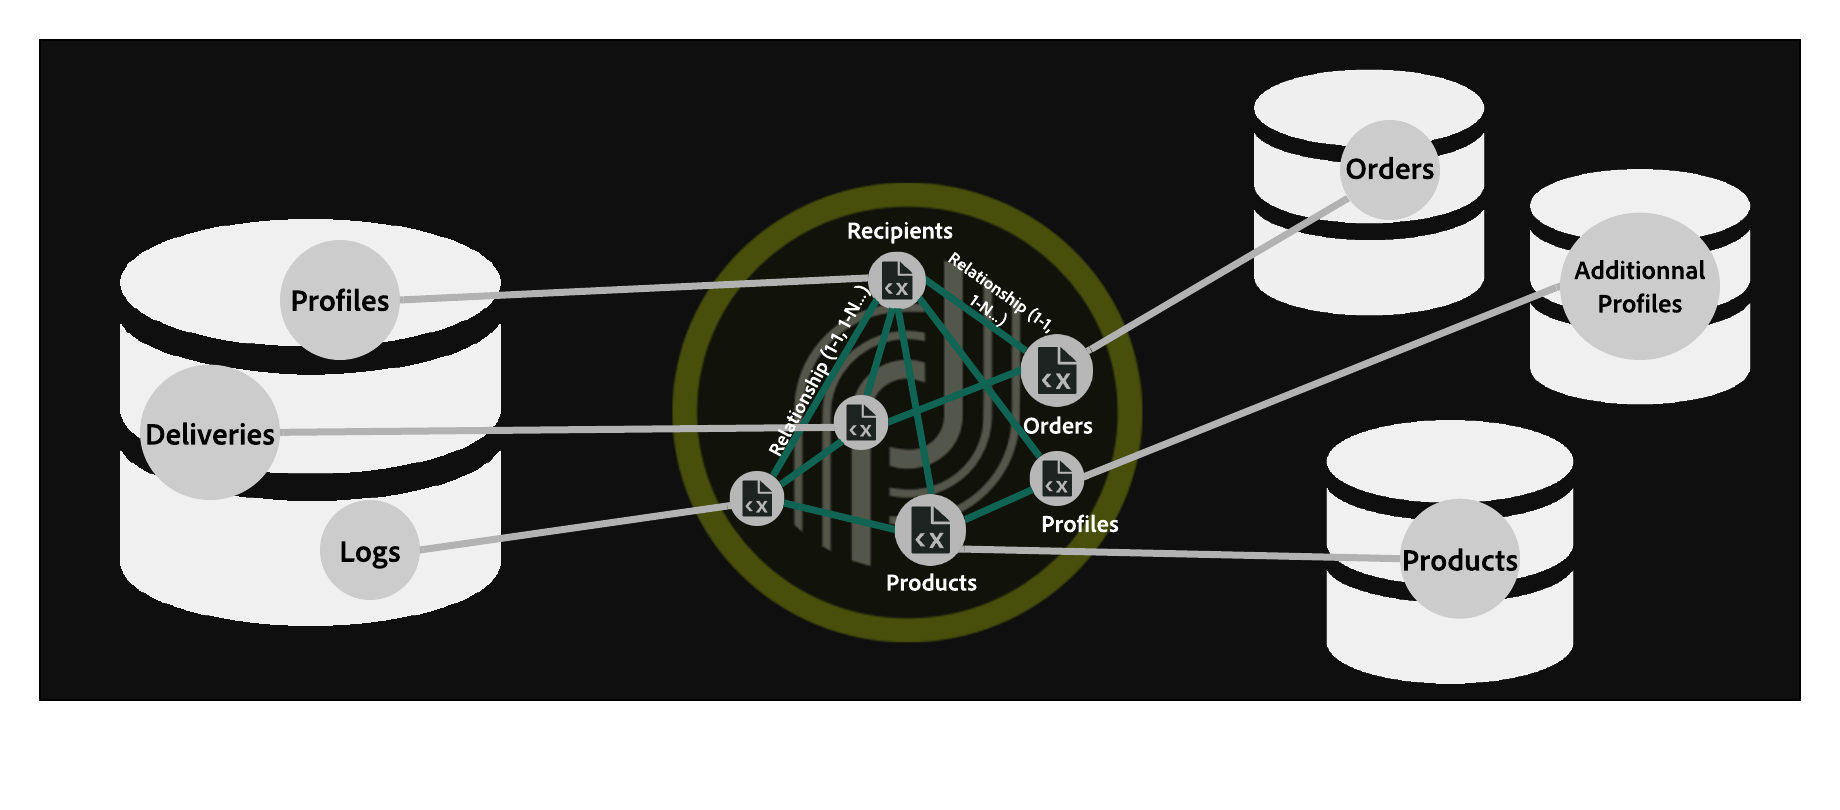 Profiles
Deliveries
Logs
Recipients
Relationship (1-1, 1-N...)
Relationship (1-1,
1-N...)
<x
<x
<x
<x
<x
<x
Orders
Profiles
Products
Orders
Additionnal
Profiles
Products